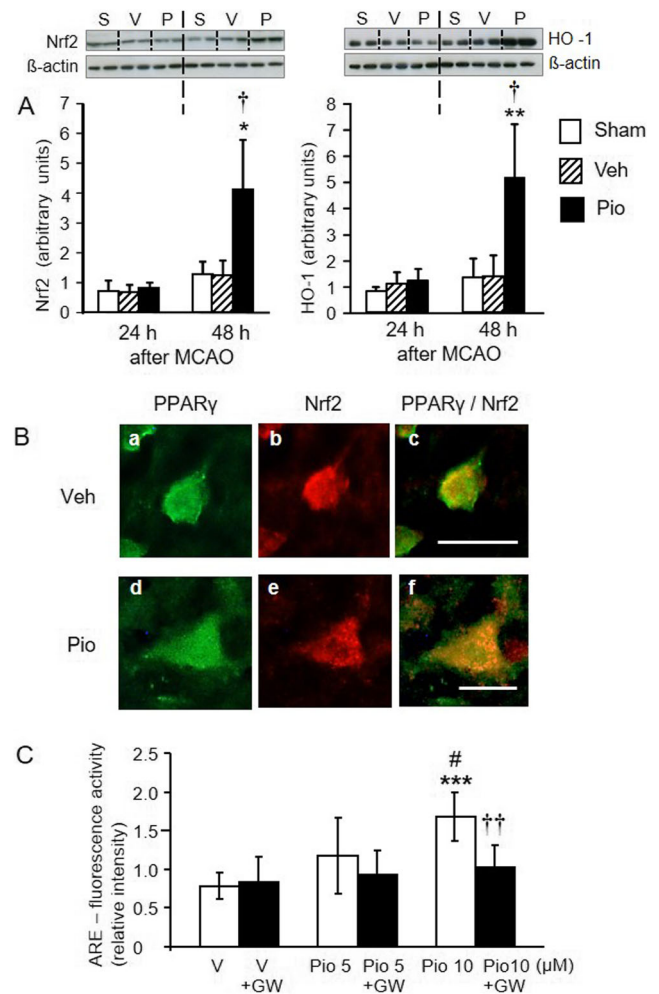 S V P S V P
Nrf2
ß-actin
S V P S V P
HO -1
ß-actin
A
Nrf2 (arbitrary units)
7
6
5
4
3
2
1
0
†
*
24 h 48 h
after MCAO
HO-1 (arbitrary units)
8
7
6
5
4
3
2
1
0
†
**
24 h 48 h
after MCAO
Sham
Veh
Pio
B
PPARγ Nrf2 PPARγ / Nrf2
Veh
a b c
Pio
d e f
C
ARE – fluorescence activity
(relative intensity)
2.5
2.0
1.5
1.0
0.5
0
#
***
††
V V Pio 5 Pio 5 Pio 10 Pio10 (µM)
+GW +GW +GW